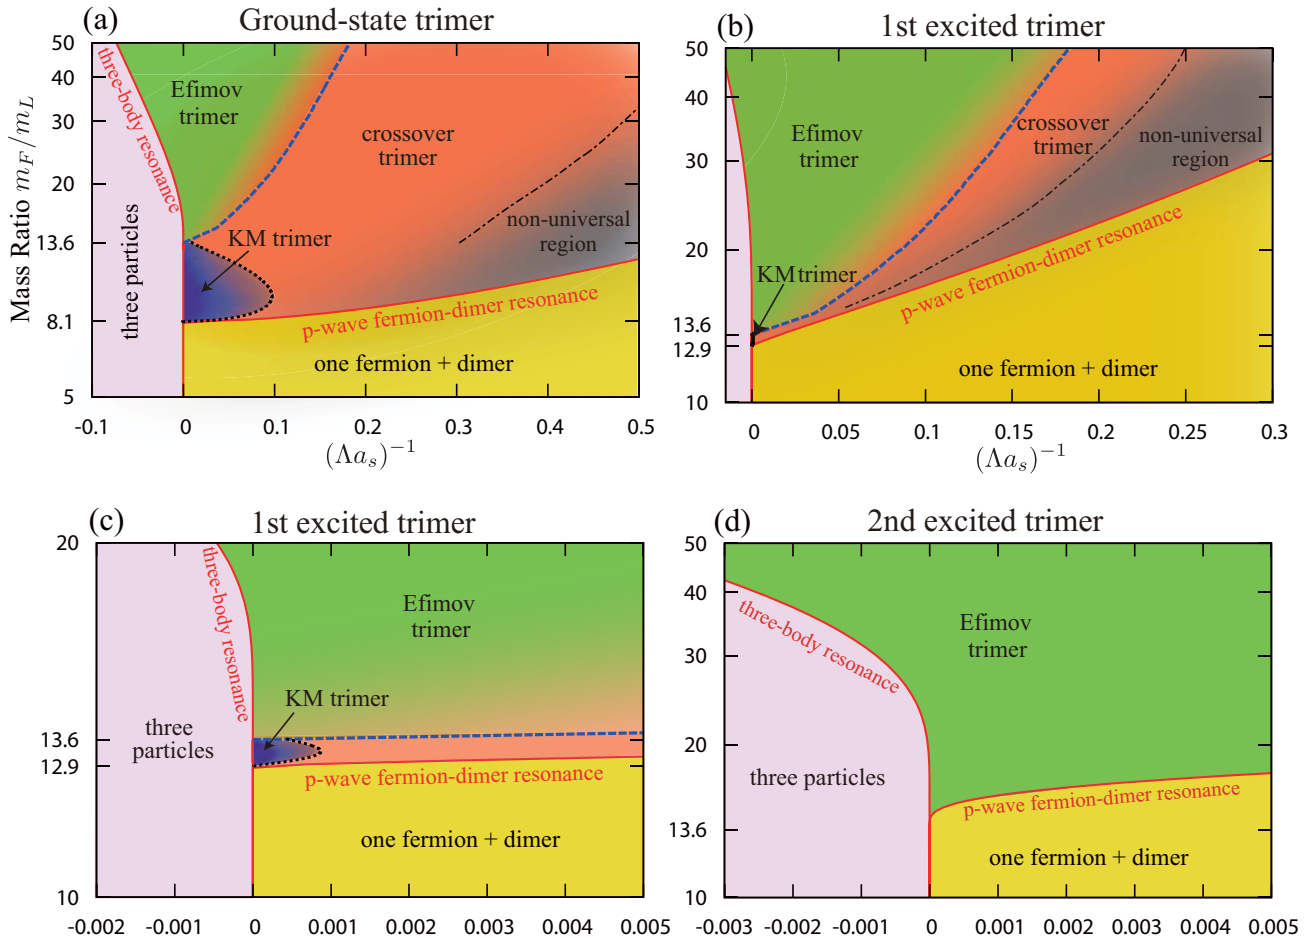 (a)
Ground-state trimer
Mass Ratio m_F/m_L
50
40
30
20
13.6
8.1
5
three-body resonance
Efimov
trimer
crossover
trimer
KM trimer
non-universal
region
three particles
p-wave fermion-dimer resonance
one fermion + dimer
-0.1
0
0.1
0.2
0.3
0.4
0.5
(Λa_s)^{-1}
(b)
1st excited trimer
50
40
30
20
13.6
12.9
10
Efimov
trimer
crossover
trimer
non-universal
region
KM trimer
p-wave fermion-dimer resonance
one fermion + dimer
0
0.05
0.1
0.15
0.2
0.25
0.3
(Λa_s)^{-1}
(c)
1st excited trimer
20
13.6
12.9
10
three-body resonance
Efimov
trimer
KM trimer
three
particles
p-wave fermion-dimer resonance
one fermion + dimer
-0.002
-0.001
0
0.001
0.002
0.003
0.004
0.005
(d)
2nd excited trimer
50
40
30
20
13.6
10
three-body resonance
Efimov
trimer
three particles
p-wave fermion-dimer resonance
one fermion + dimer
-0.003
-0.002
-0.001
0
0.001
0.002
0.003
0.004
0.005